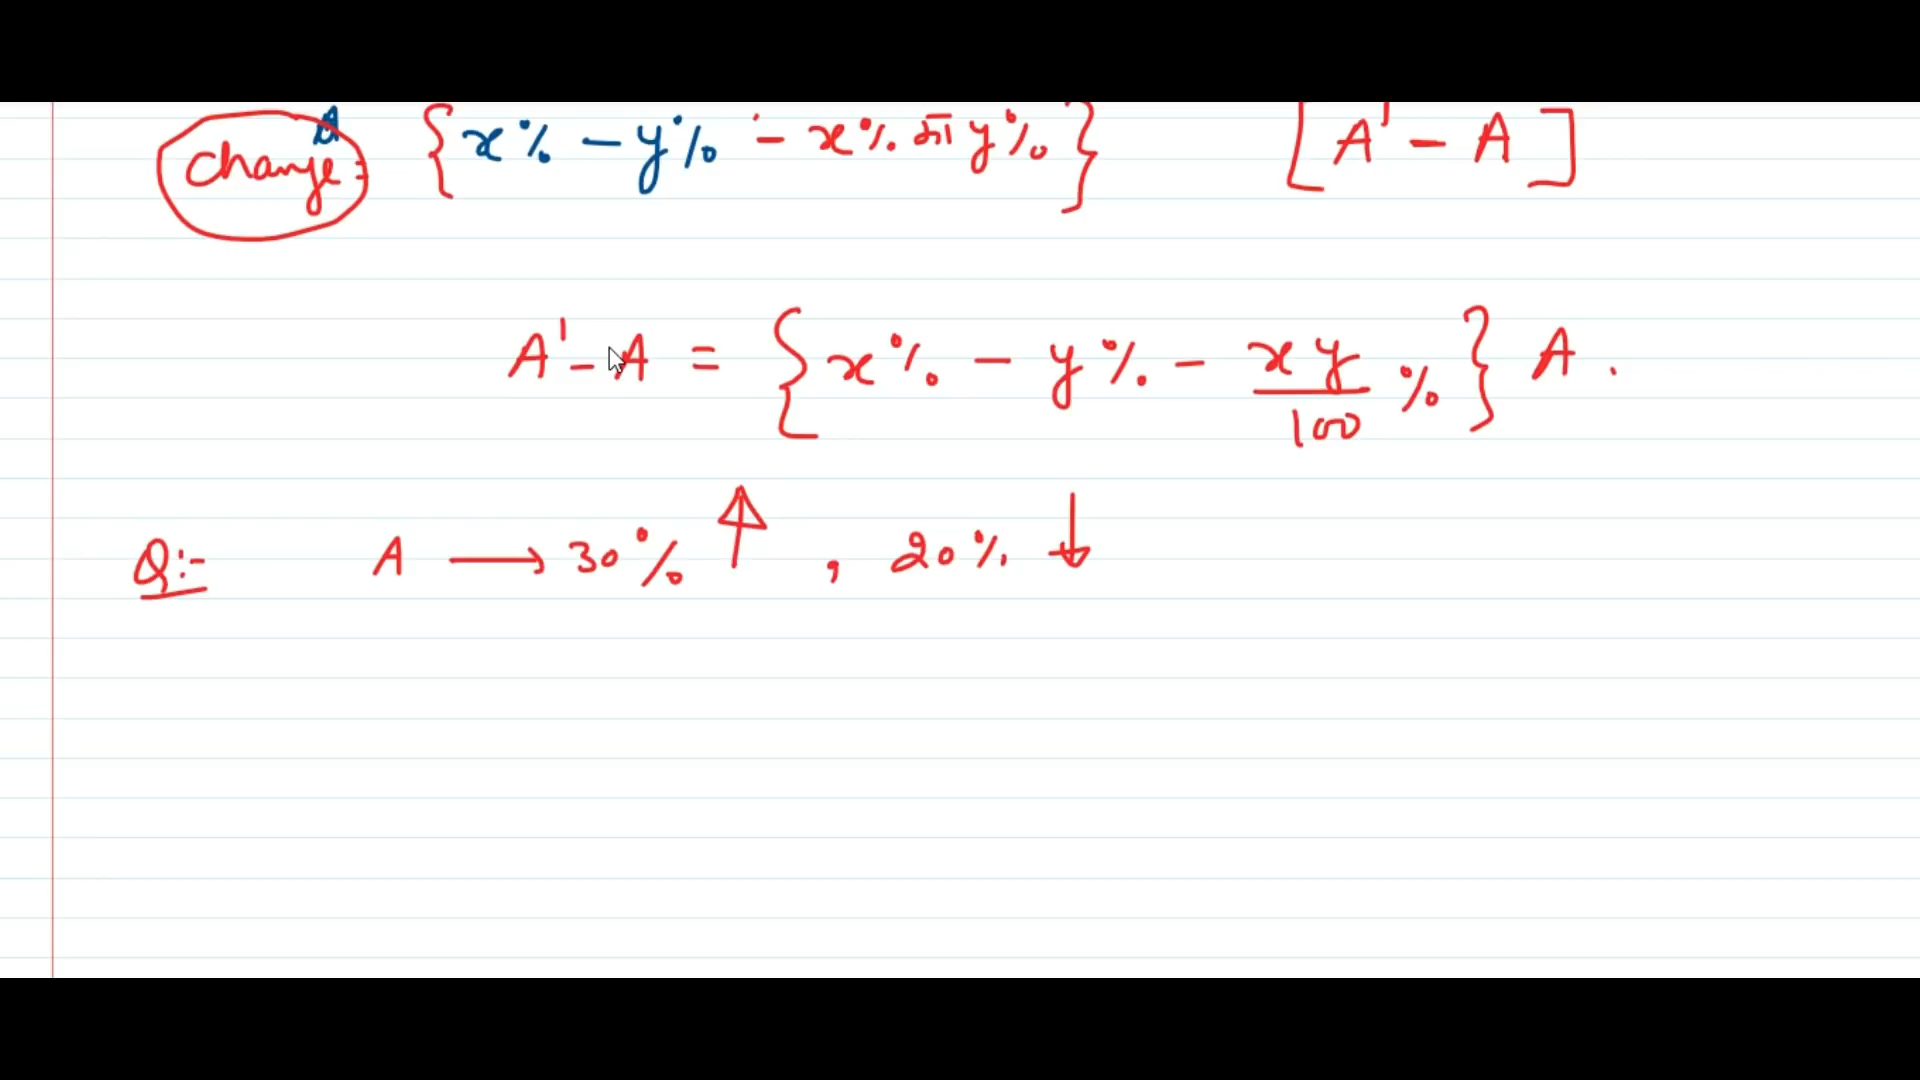 change = A {x% - y% - x% का y%} [A' - A]
A' - A = {x% - y% - xy/100 %} A.
Q:- A → 30% ↑, 20% ↓